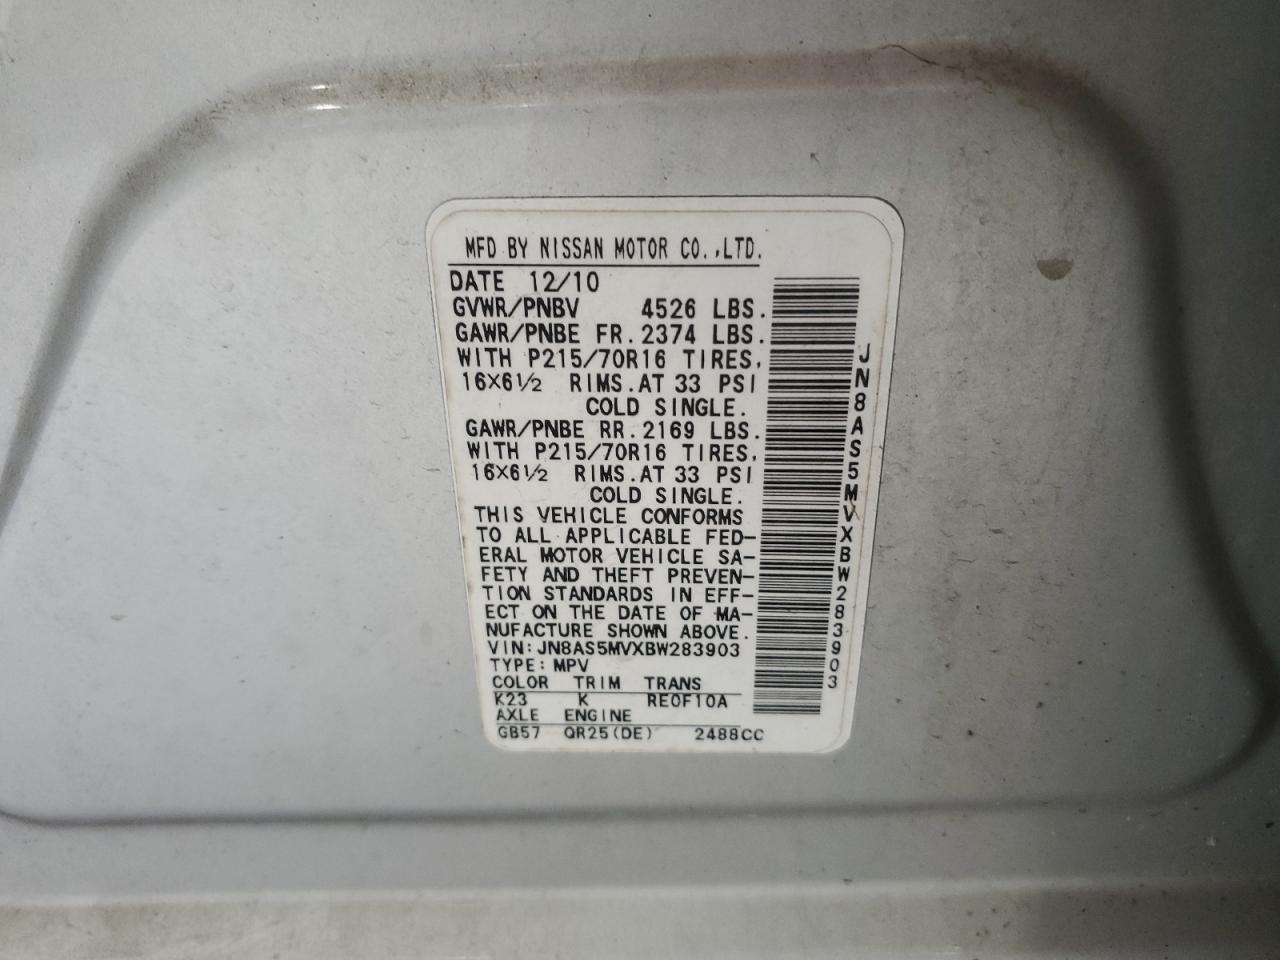 MFD BY NISSAN MOTOR CO.,LTD.
DATE 12/10
GVWR/PNBV 4526 LBS.
GAWR/PNBE FR. 2374 LBS.
WITH P215/70R16 TIRES,
16X6½ RIMS. AT 33 PSI
COLD SINGLE.
GAWR/PNBE RR. 2169 LBS.
WITH P215/70R16 TIRES,
16X6½ RIMS. AT 33 PSI
COLD SINGLE.
THIS VEHICLE CONFORMS
TO ALL APPLICABLE FED-
ERAL MOTOR VEHICLE SA-
FETY AND THEFT PREVEN-
TION STANDARDS IN EFF-
ECT ON THE DATE OF MA-
NUFACTURE SHOWN ABOVE.
VIN:JN8AS5MVXBW283903
TYPE:MPV
COLOR TRIM TRANS
K23 K RE0F10A
AXLE ENGINE
GB57 QR25(DE) 2488CC
JN8AS5MVXBW283903